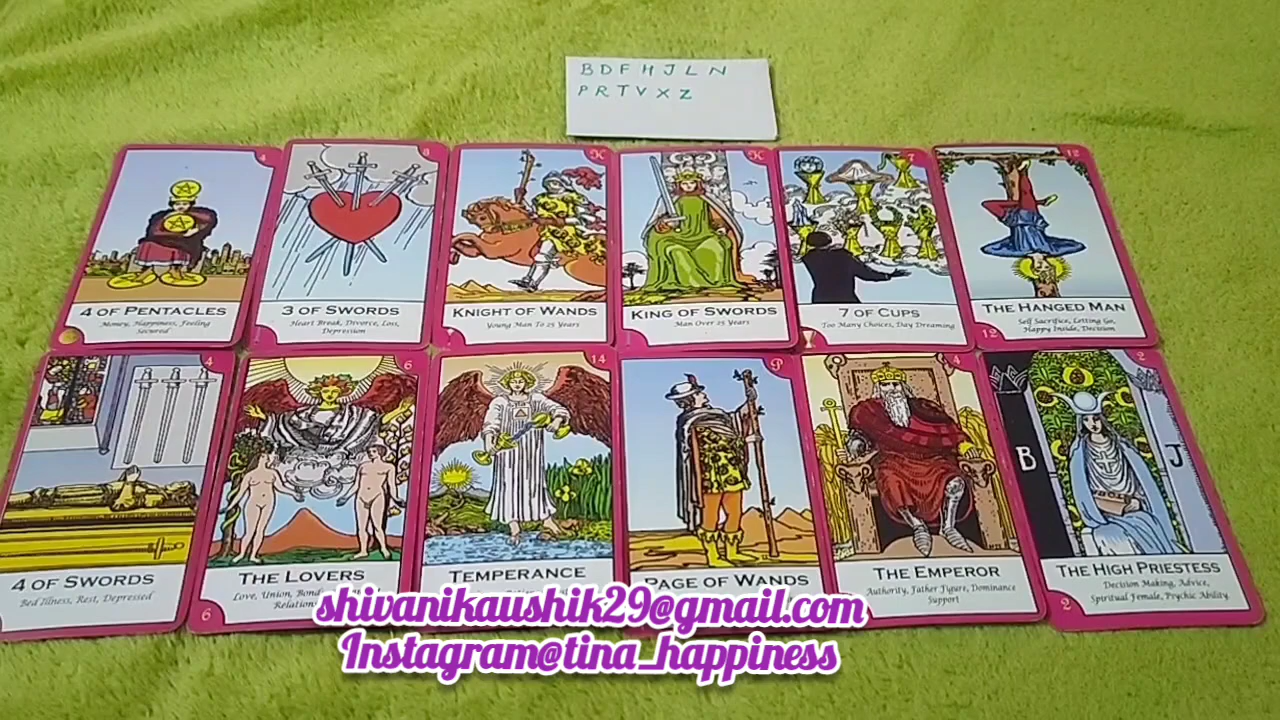 B D F H J L N
P R T V X Z
4
4 OF PENTACLES
Money, Happiness, Feeling
Secured
3
3 OF SWORDS
Heart Break, Divorce, Loss,
Depression
K
KNIGHT OF WANDS
Young Man To 25 Years
K
KING OF SWORDS
Man Over 25 Years
7
7 OF CUPS
Too Many Choices, Day Dreaming
12
THE HANGED MAN
Self Sacrifice, Letting Go,
Happy Inside, Decision
12
4
4 OF SWORDS
Bed Illness, Rest, Depressed
6
THE LOVERS
Love, Union,
6
14
TEMPERANCE
P
PAGE OF WANDS
4
THE EMPEROR
Authority, Father Figure, Dominance
Support
2
B J
THE HIGH PRIESTESS
Decision Making, Advice,
Spiritual Female, Psychic Ability
2
shivanikaushik29@gmail.com
Instagram@tina_happiness